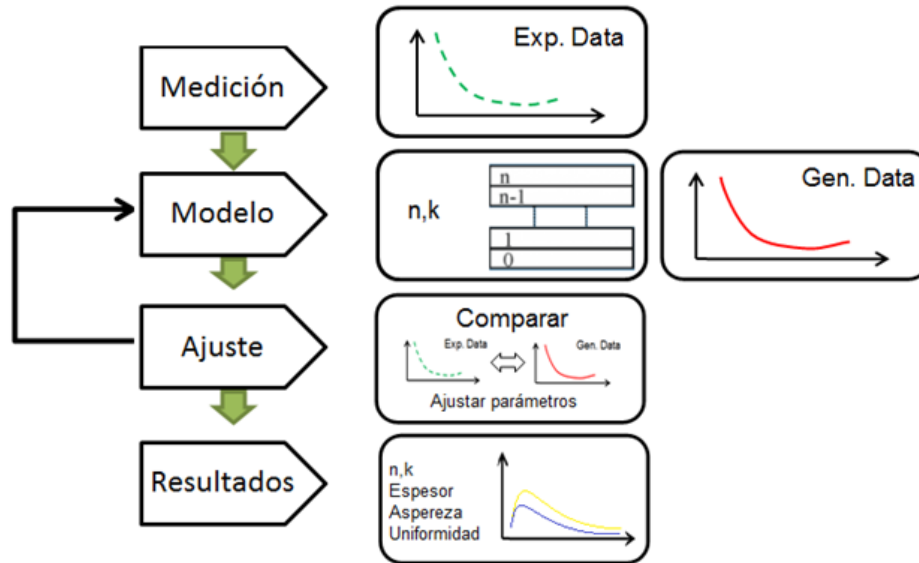 Medición
Exp. Data
Modelo
n,k
n
n-1
1
0
Gen. Data
Ajuste
Comparar
Exp. Data
Gen. Data
Ajustar parámetros
Resultados
n,k
Espesor
Aspereza
Uniformidad